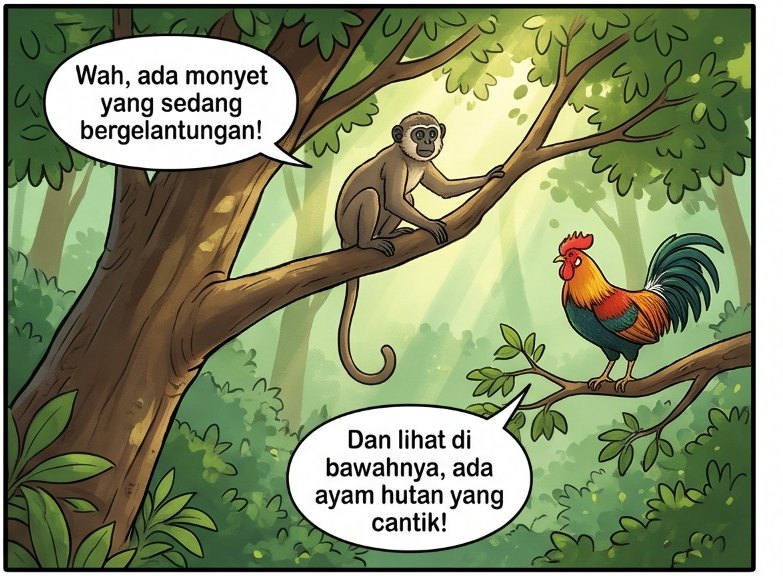 Wah, ada monyet
yang sedang
bergelantungan!
Dan lihat di
bawahnya, ada
ayam hutan yang
cantik!